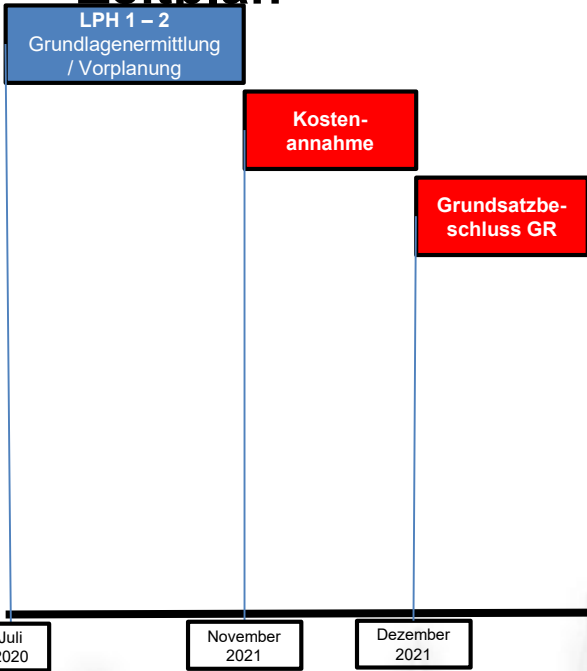 LPH 1 – 2
Grundlagenermittlung
/ Vorplanung
Kosten-
annahme
Grundsatzbe-
schluss GR
Juli
2020
November
2021
Dezember
2021